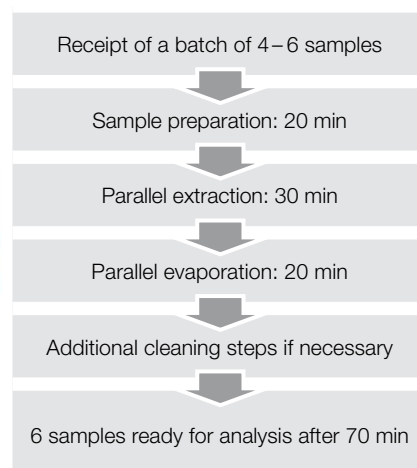 Receipt of a batch of 4–6 samples
Sample preparation: 20 min
Parallel extraction: 30 min
Parallel evaporation: 20 min
Additional cleaning steps if necessary
6 samples ready for analysis after 70 min